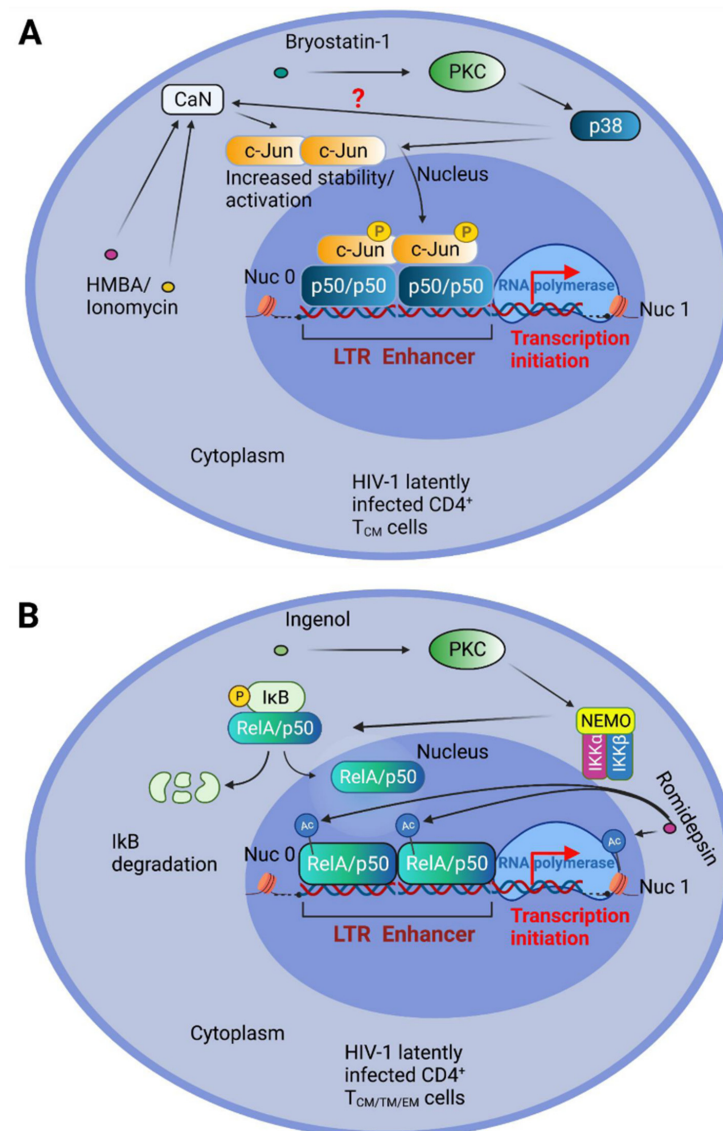 A
Bryostatin-1
PKC
CaN
?
p38
c-Jun
c-Jun
Increased stability/
activation
Nucleus
P
P
c-Jun
c-Jun
Nuc 0
p50/p50
p50/p50
RNA polymerase
Nuc 1
HMBA/
Ionomycin
LTR Enhancer
Transcription
initiation
Cytoplasm
HIV-1 latently
infected CD4⁺
T_CM cells
B
Ingenol
PKC
P
IκB
RelA/p50
NEMO
IKKα
IKKβ
Nucleus
RelA/p50
Romidepsin
IkB
degradation
Ac
Ac
Ac
Nuc 0
RelA/p50
RelA/p50
RNA polymerase
Nuc 1
LTR Enhancer
Transcription
initiation
Cytoplasm
HIV-1 latently
infected CD4⁺
T_CM/TM/EM cells